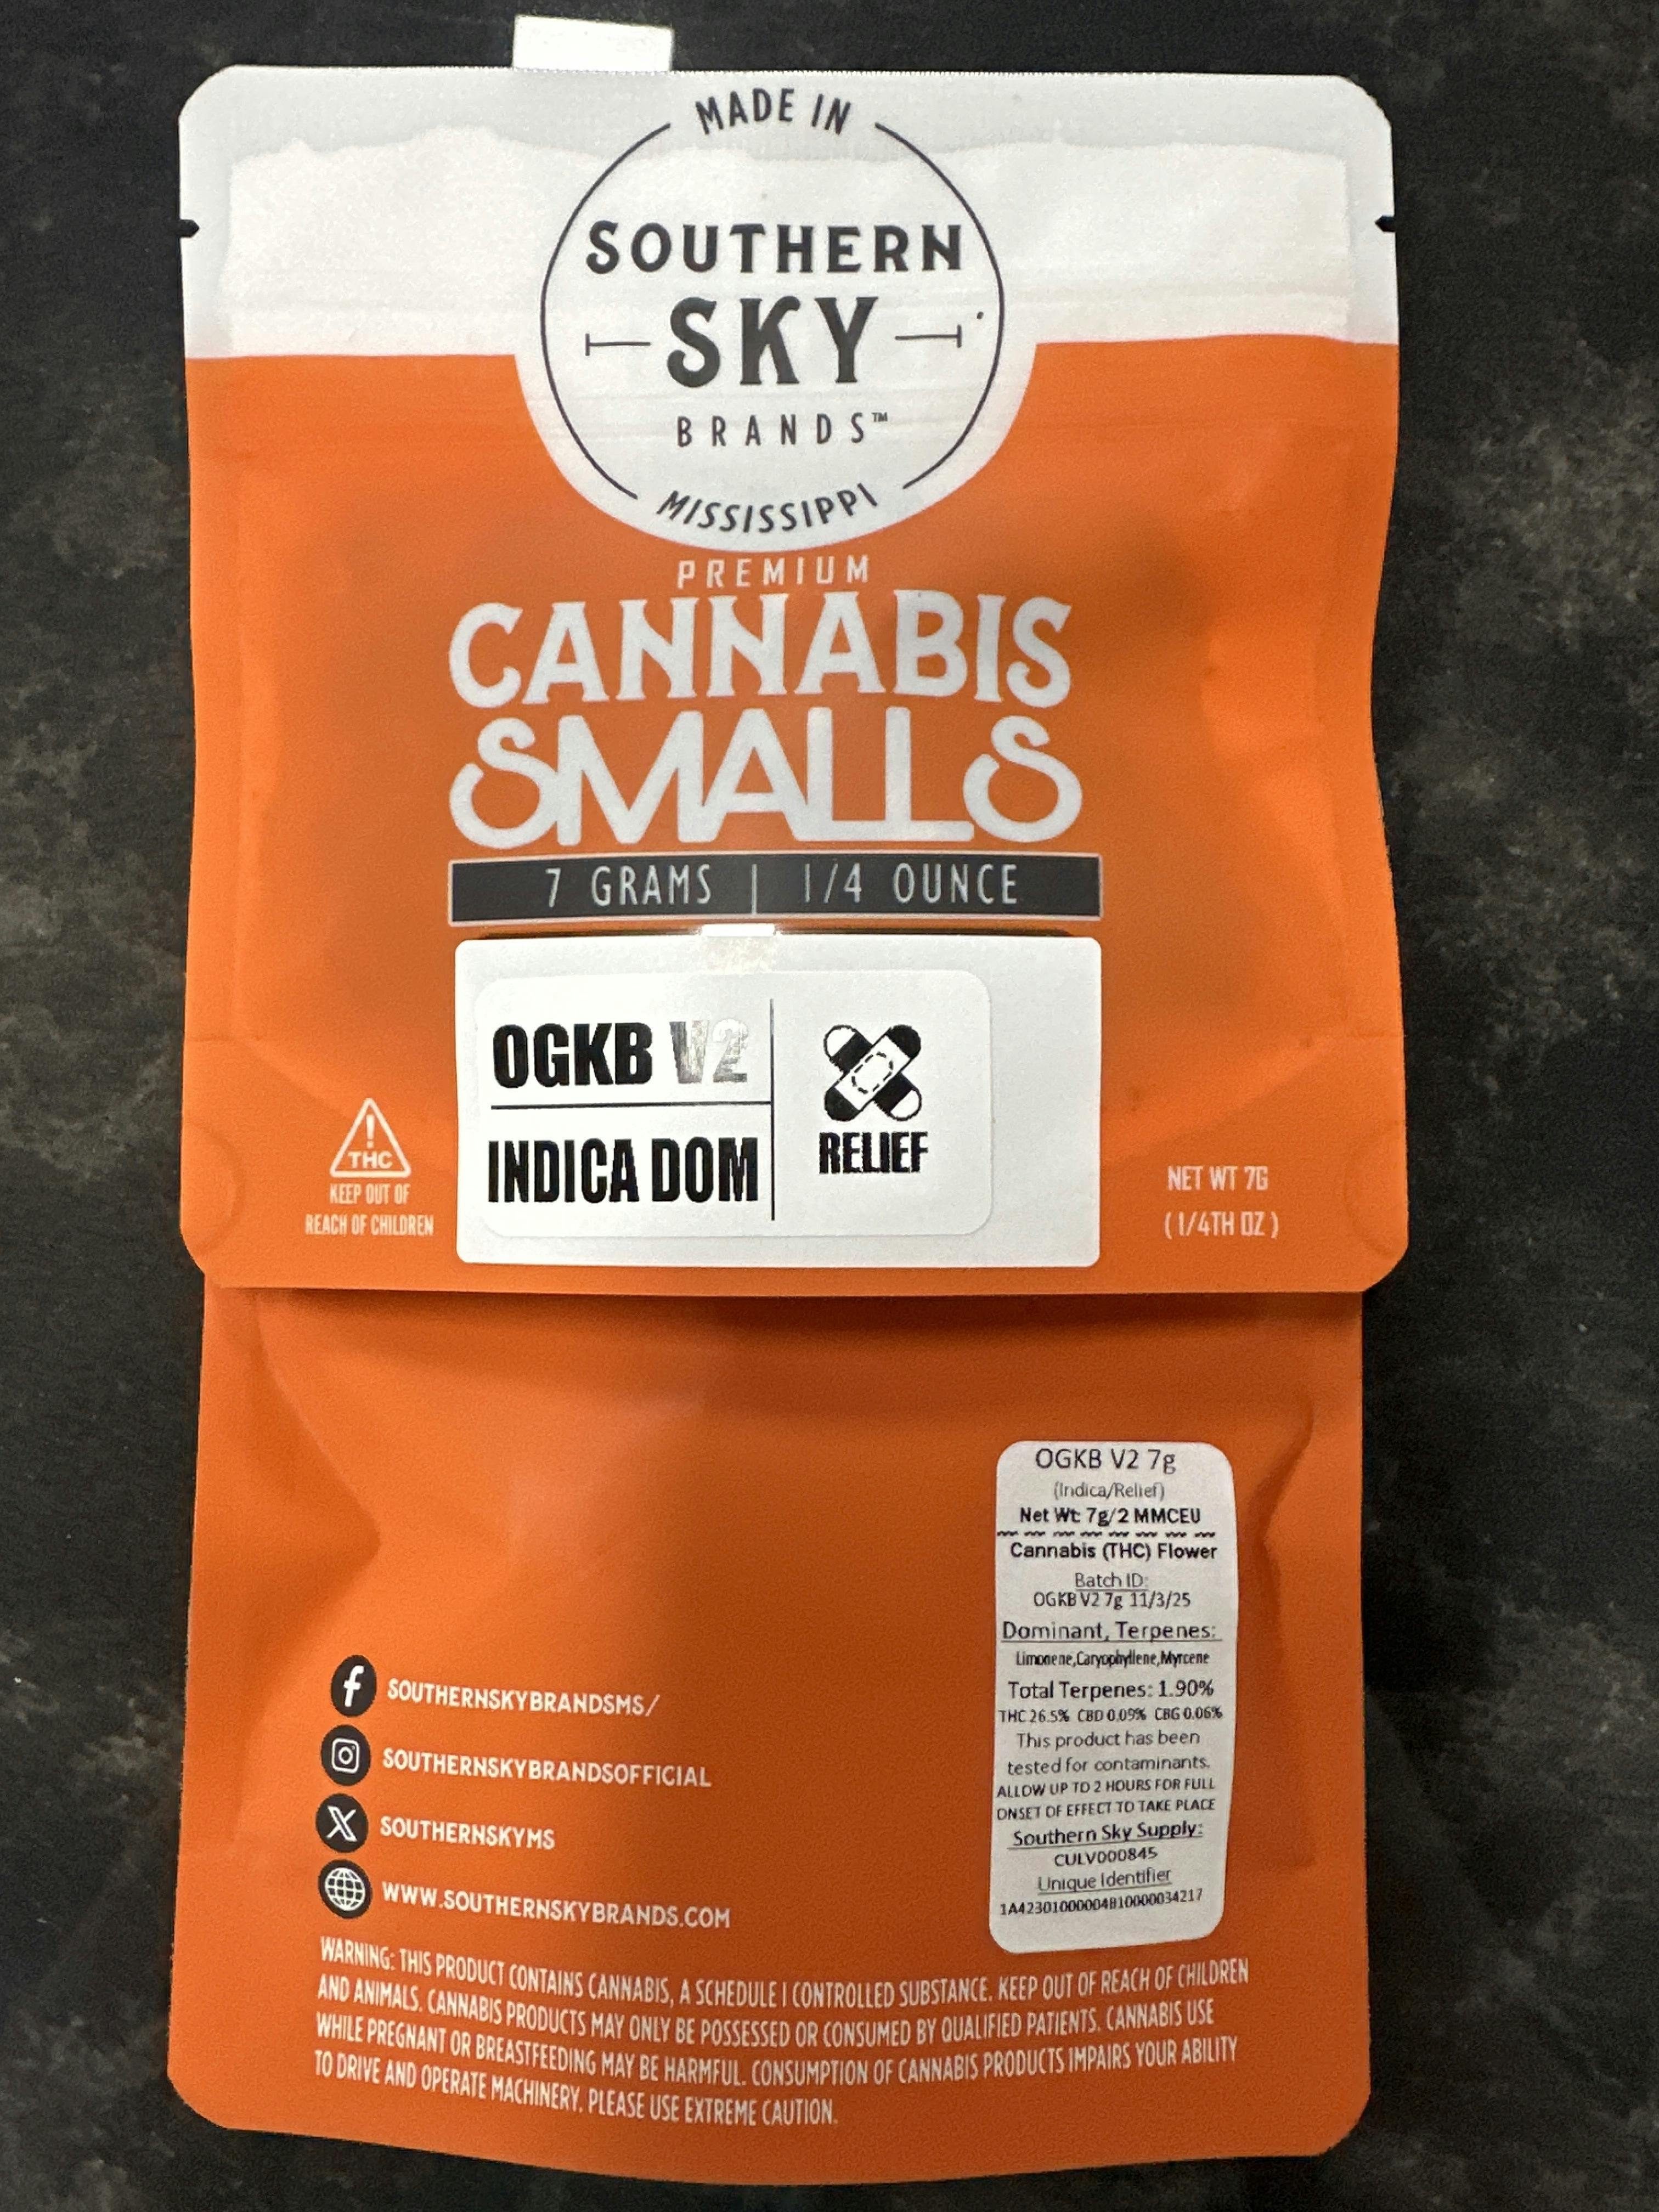 MADE IN
SOUTHERN
SKY
BRANDS™
MISSISSIPPI
PREMIUM
CANNABIS
SMALLS
7 GRAMS | 1/4 OUNCE
OGKB V2
INDICA DOM
RELIEF
THC
KEEP OUT OF
REACH OF CHILDREN
NET WT 7G
( 1/4TH OZ )
OGKB V2 7g
(Indica/Relief)
Net Wt: 7g/2 MMCEU
Cannabis (THC) Flower
Batch ID:
OGKB V2 7g 11/3/25
Dominant, Terpenes:
Limonene,Caryophyllene,Myrcene
Total Terpenes: 1.90%
THC 26.5% CBD 0.09% CBG 0.06%
This product has been
tested for contaminants.
ALLOW UP TO 2 HOURS FOR FULL
ONSET OF EFFECT TO TAKE PLACE
Southern Sky Supply:
CULV000845
Unique Identifier
1A42301000004B10000034217
SOUTHERNSKYBRANDSMS/
SOUTHERNSKYBRANDSOFFICIAL
SOUTHERNSKYMS
WWW.SOUTHERNSKYBRANDS.COM
WARNING: THIS PRODUCT CONTAINS CANNABIS, A SCHEDULE I CONTROLLED SUBSTANCE. KEEP OUT OF REACH OF CHILDREN
AND ANIMALS. CANNABIS PRODUCTS MAY ONLY BE POSSESSED OR CONSUMED BY QUALIFIED PATIENTS. CANNABIS USE
WHILE PREGNANT OR BREASTFEEDING MAY BE HARMFUL. CONSUMPTION OF CANNABIS PRODUCTS IMPAIRS YOUR ABILITY
TO DRIVE AND OPERATE MACHINERY. PLEASE USE EXTREME CAUTION.